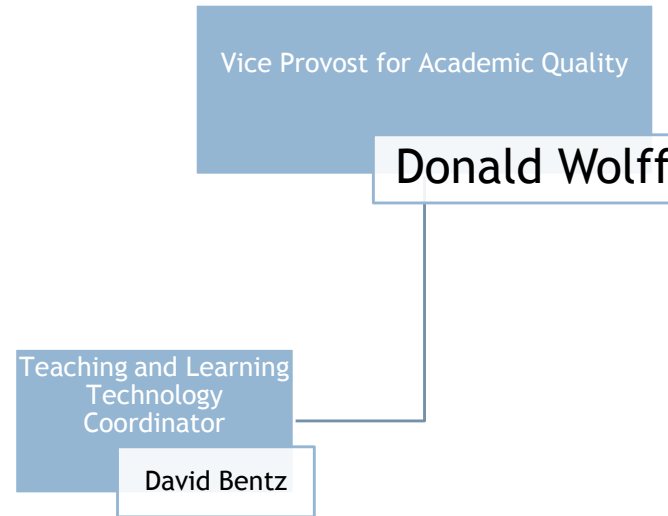 Vice Provost for Academic Quality
Donald Wolff
Teaching and Learning
Technology
Coordinator
David Bentz